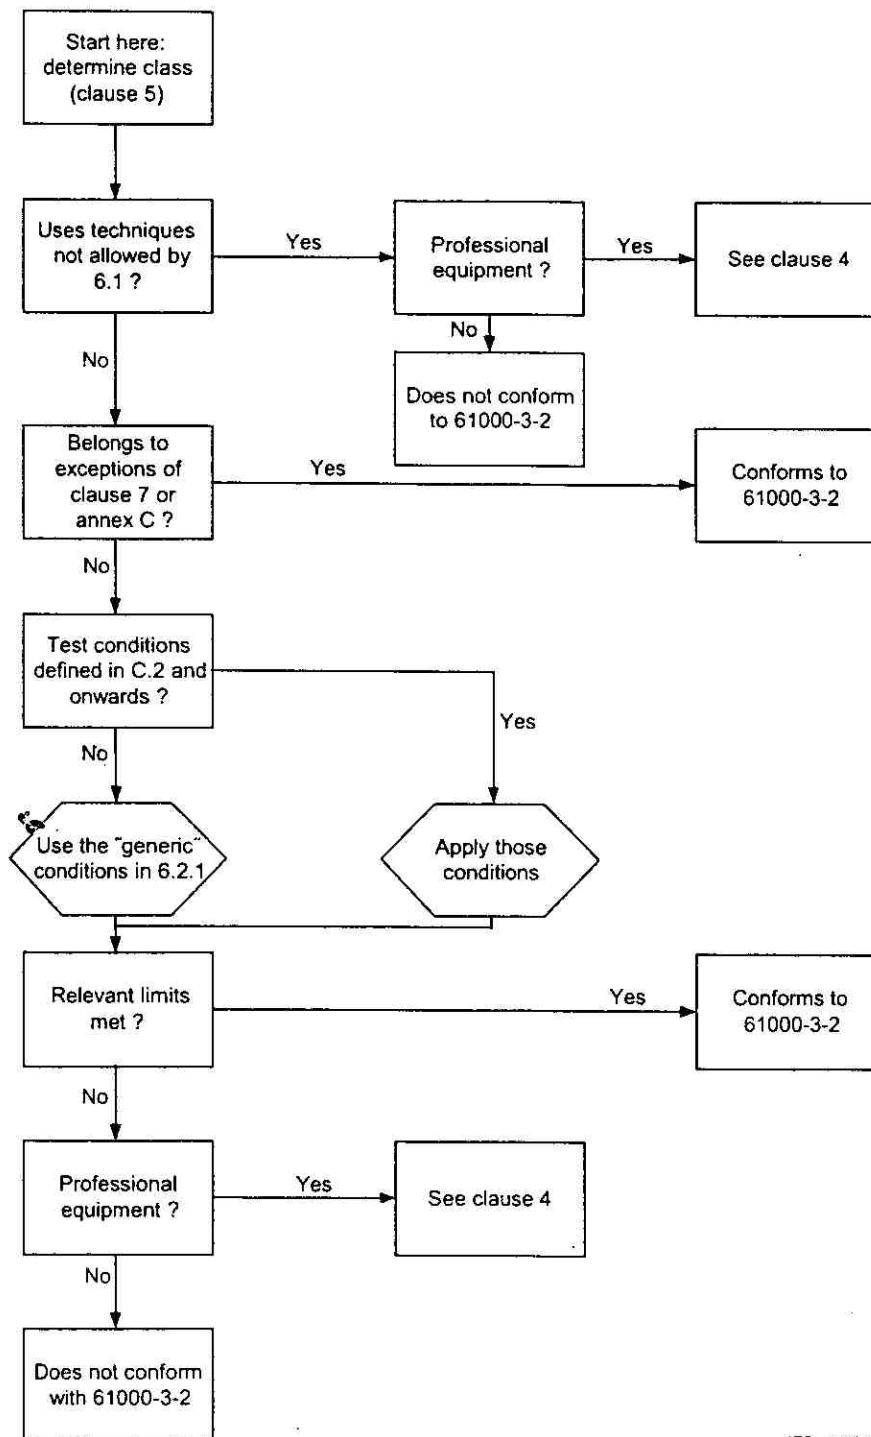 Start here:
determine class
(clause 5)
Uses techniques
not allowed by
6.1 ?
Yes
Professional
equipment ?
Yes
See clause 4
No
No
Does not conform
to 61000-3-2
Belongs to
exceptions of
clause 7 or
annex C ?
Yes
Conforms to
61000-3-2
No
Test conditions
defined in C.2 and
onwards ?
Yes
No
Use the "generic"
conditions in 6.2.1
Apply those
conditions
Relevant limits
met ?
Yes
Conforms to
61000-3-2
No
Professional
equipment ?
Yes
See clause 4
No
Does not conform
with 61000-3-2